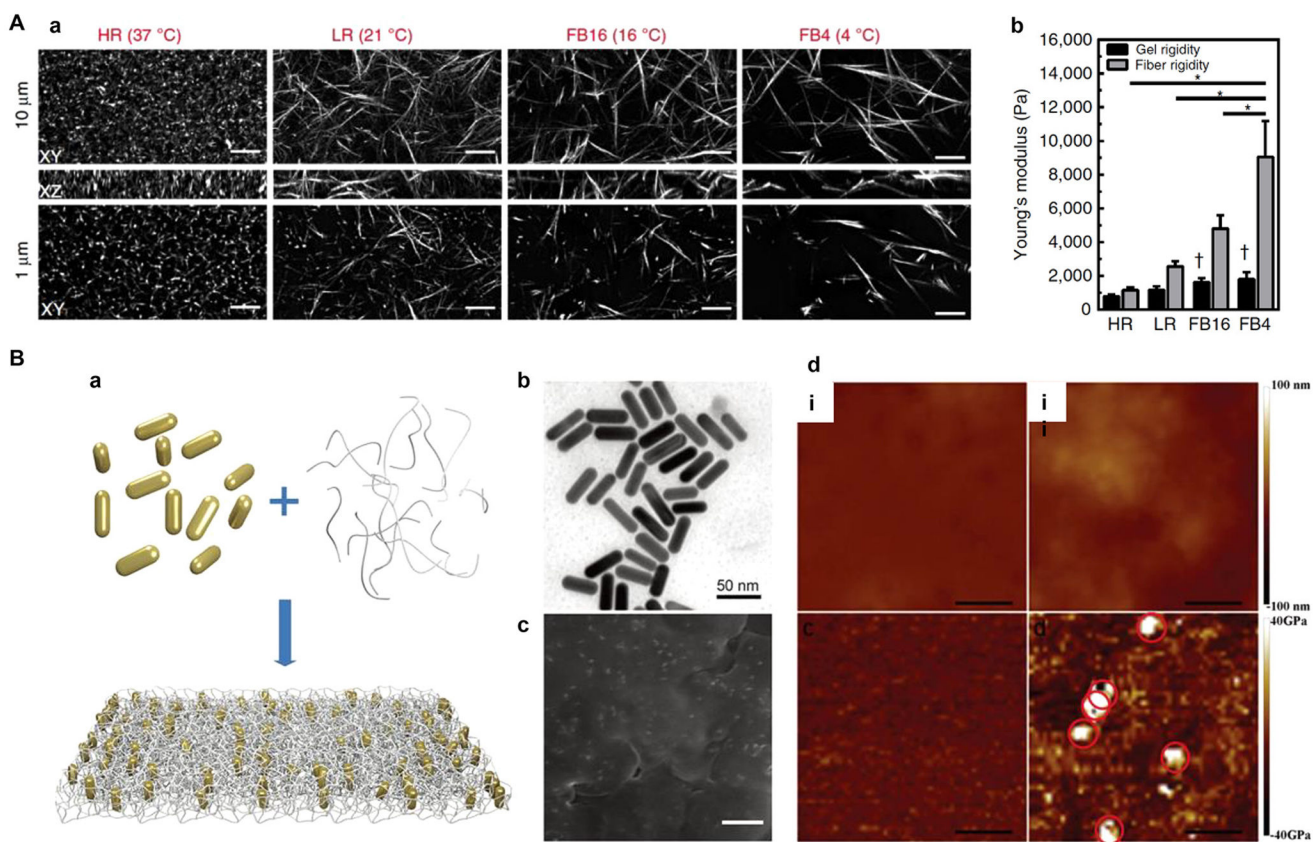 A
a
HR (37 °C)
LR (21 °C)
FB16 (16 °C)
FB4 (4 °C)
10 μm
XY
XZ
1 μm
XY
b
16,000
14,000
12,000
10,000
8,000
6,000
4,000
2,000
0
Young's modulus (Pa)
Gel rigidity
Fiber rigidity
*
*
*
†
†
HR
LR
FB16
FB4
B
a
+
b
50 nm
c
d
i
i
i
100 nm
-100 nm
c
d
40GPa
-40GPa